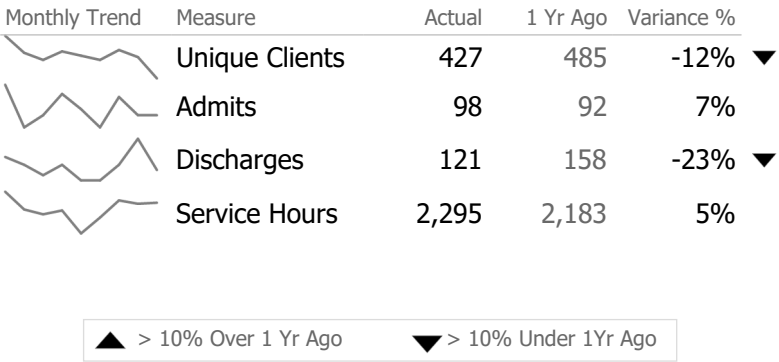 Monthly Trend Measure Actual 1 Yr Ago Variance %
Unique Clients 427 485 -12% ▼
Admits 98 92 7%
Discharges 121 158 -23% ▼
Service Hours 2,295 2,183 5%
▲ > 10% Over 1 Yr Ago ▼ > 10% Under 1Yr Ago